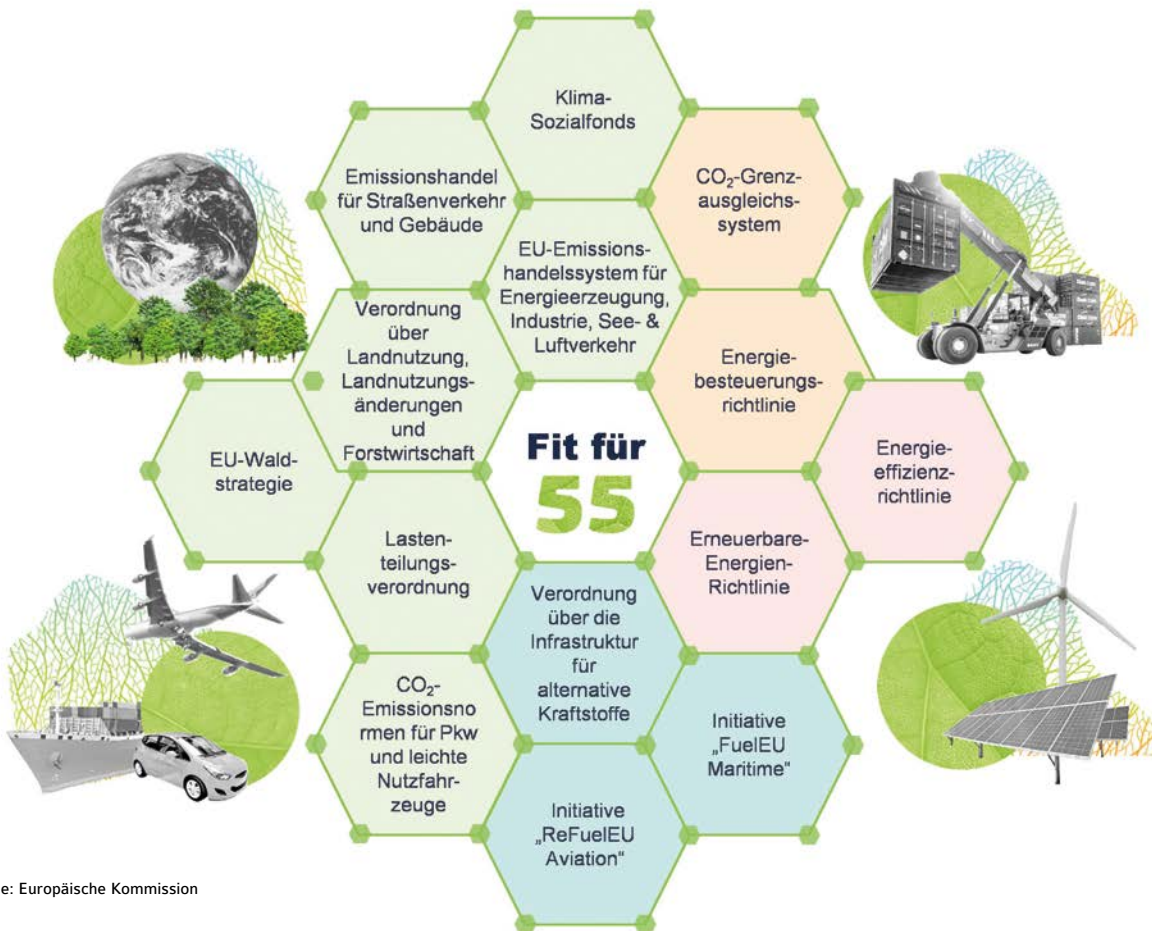 Klima-
Sozialfonds
Emissionshandel
für Straßenverkehr
und Gebäude
CO₂-Grenz-
ausgleichs-
system
EU-Emissions-
handelssystem für
Energieerzeugung,
Industrie, See- &
Luftverkehr
Verordnung
über
Landnutzung,
Landnutzungs-
änderungen
und
Forstwirtschaft
Energie-
besteuerungs-
richtlinie
EU-Wald-
strategie
Fit für
55
Energie-
effizienz-
richtlinie
Lasten-
teilungs-
verordnung
Erneuerbare-
Energien-
Richtlinie
Verordnung
über die
Infrastruktur
für
alternative
Kraftstoffe
CO₂-
Emissionsno
rmen für Pkw
und leichte
Nutzfahr-
zeuge
Initiative
„FuelEU
Maritime“
Initiative
„ReFuelEU
Aviation“
e: Europäische Kommission